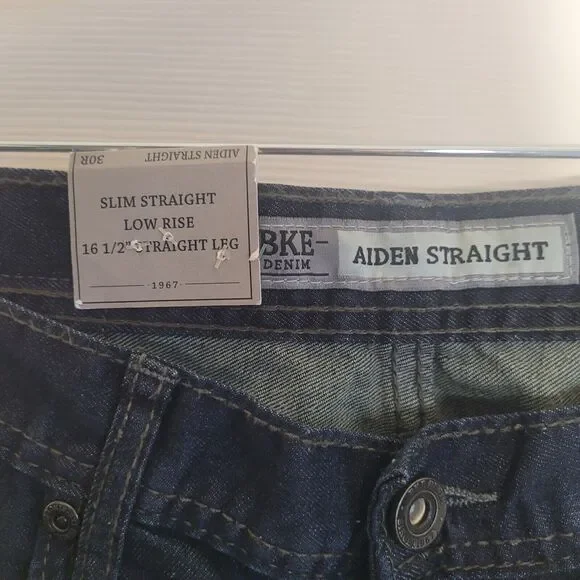 30R AIDEN STRAIGHT
SLIM STRAIGHT
LOW RISE
16 1/2" STRAIGHT LEG
1967
BKE
DENIM
AIDEN STRAIGHT